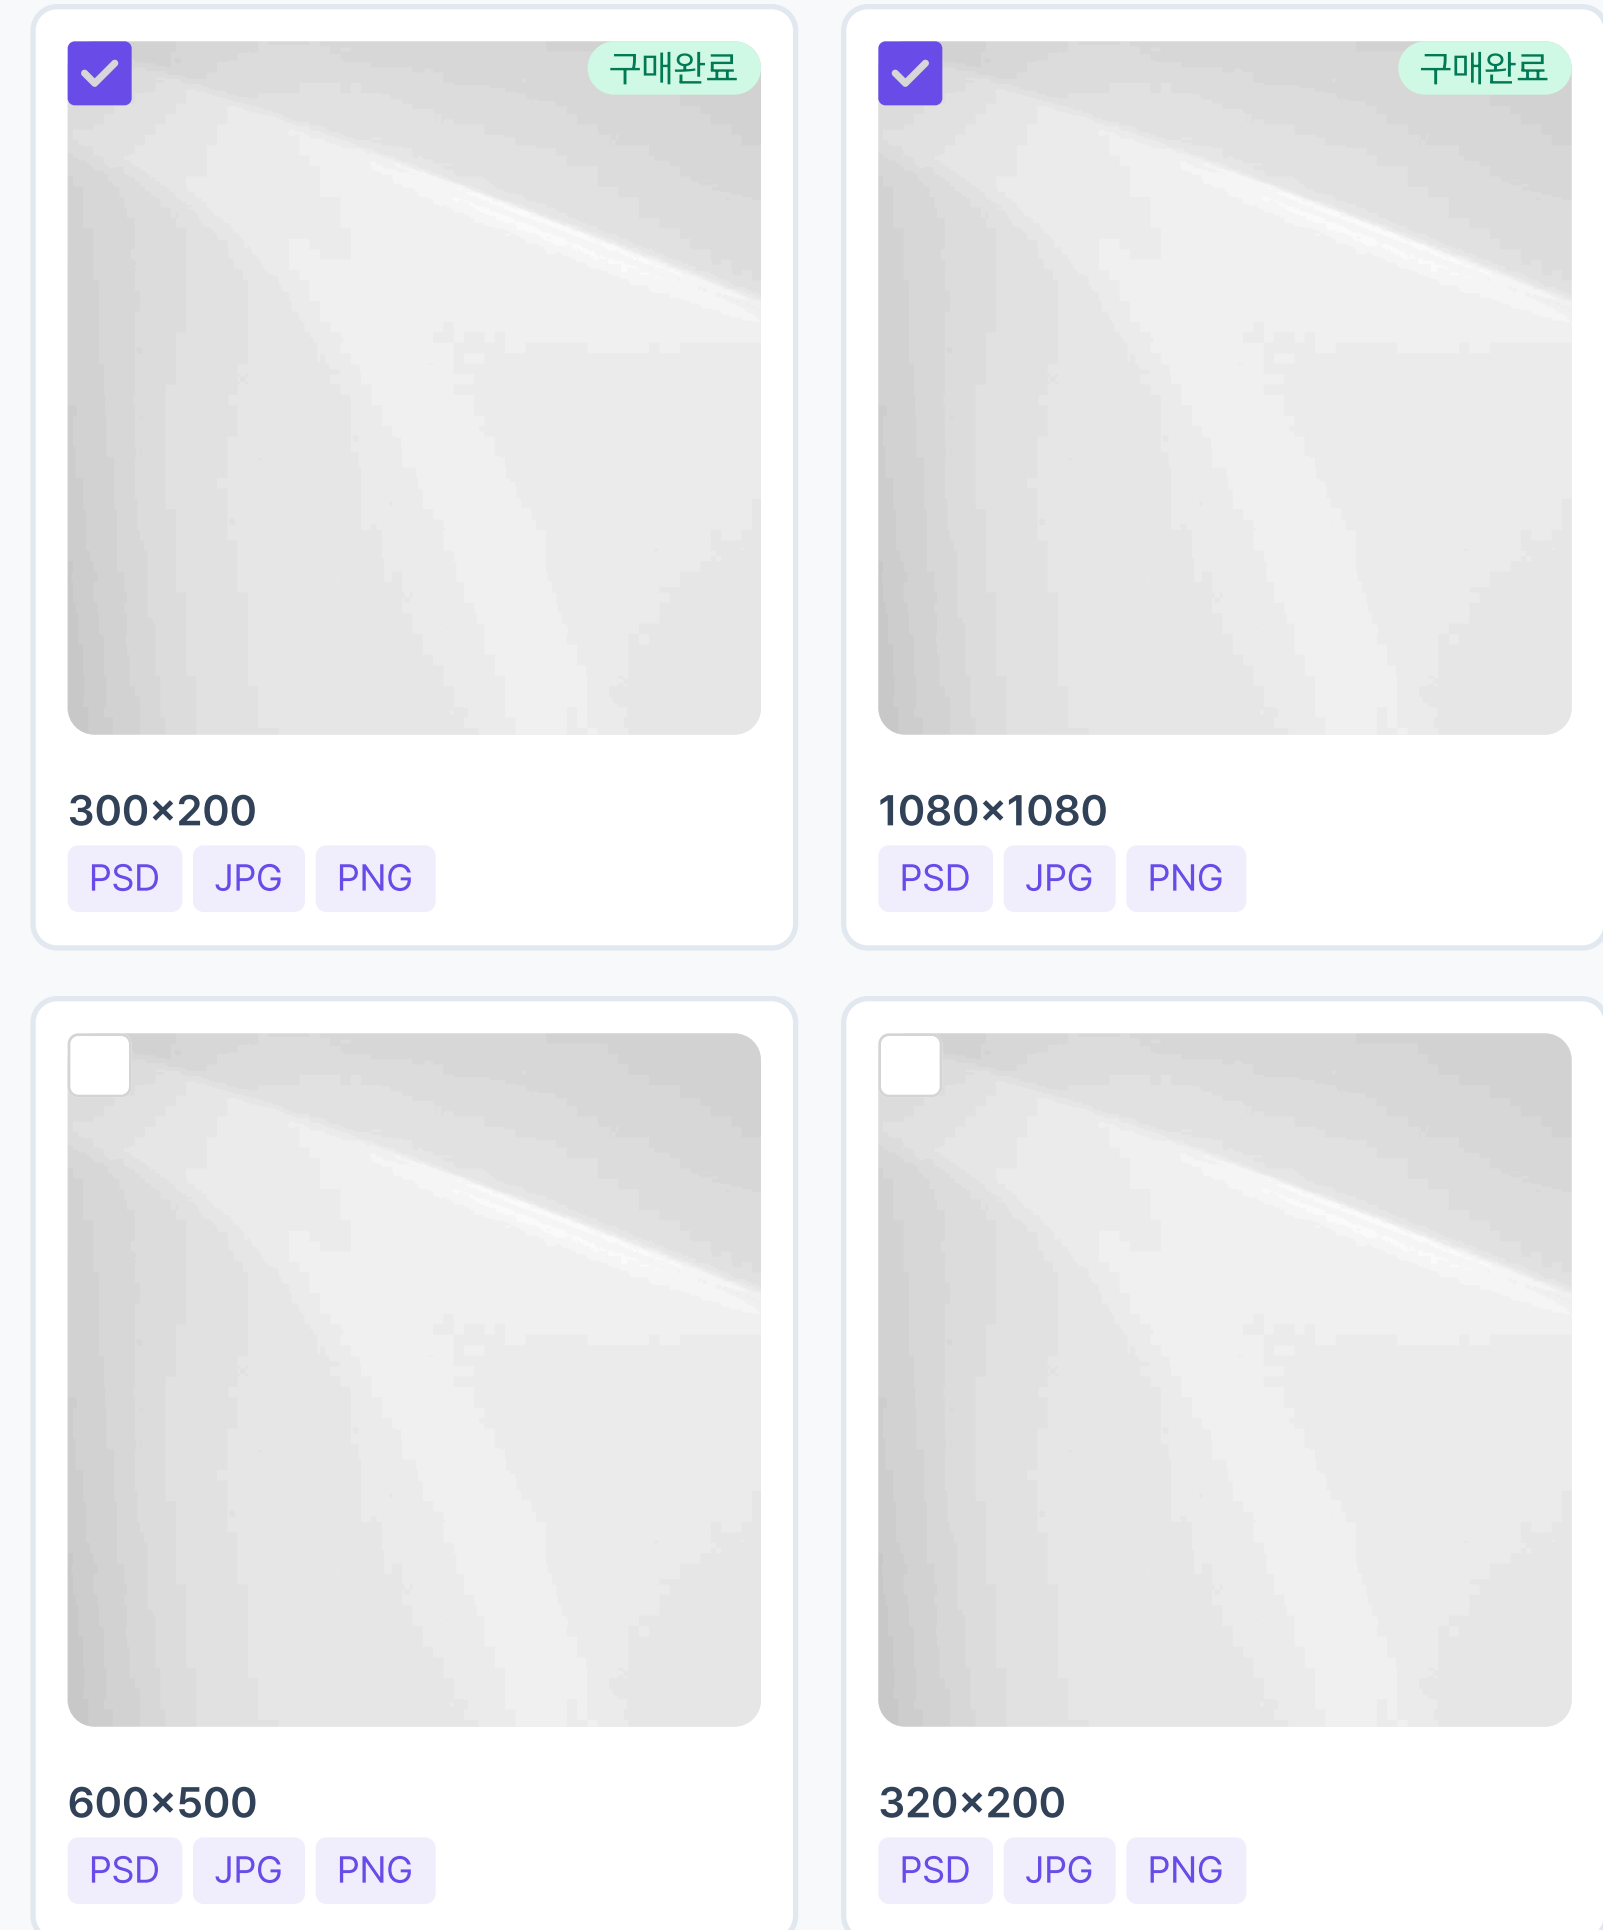 구매완료
구매완료
300×200
1080×1080
PSD JPG PNG
PSD JPG PNG
600×500
320×200
PSD JPG PNG
PSD JPG PNG